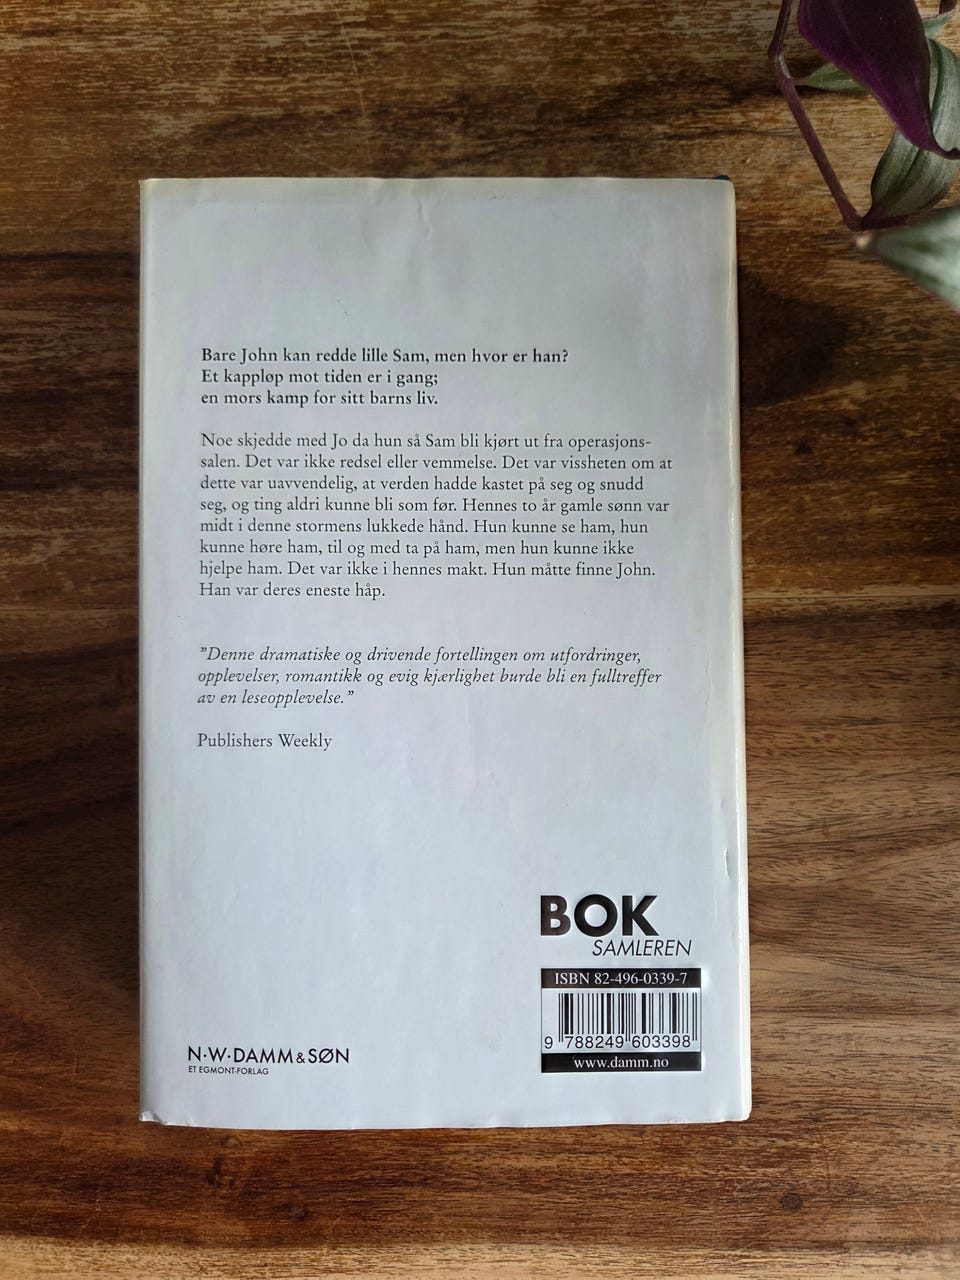 Bare John kan redde lille Sam, men hvor er han?
Et kappløp mot tiden er i gang;
en mors kamp for sitt barns liv.
Noe skjedde med Jo da hun så Sam bli kjørt ut fra operasjons-
salen. Det var ikke redsel eller vemmelse. Det var vissheten om at
dette var uavvendelig, at verden hadde kastet på seg og snudd
seg, og ting aldri kunne bli som før. Hennes to år gamle sønn var
midt i denne stormens lukkede hånd. Hun kunne se ham, hun
kunne høre ham, til og med ta på ham, men hun kunne ikke
hjelpe ham. Det var ikke i hennes makt. Hun måtte finne John.
Han var deres eneste håp.
”Denne dramatiske og drivende fortellingen om utfordringer,
opplevelser, romantikk og evig kjærlighet burde bli en fulltreffer
av en leseopplevelse.”
Publishers Weekly
BOK
SAMLEREN
ISBN 82-496-0339-7
9 788249 603398
www.damm.no
N·W·DAMM & SØN
ET EGMONT-FORLAG